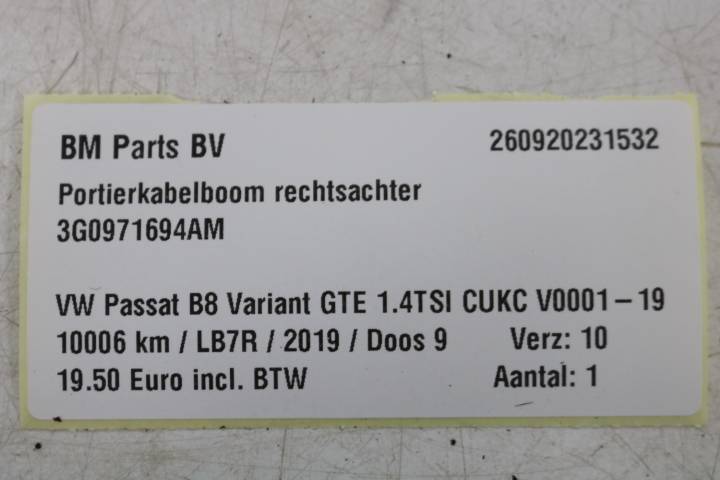 BM Parts BV 260920231532
Portierkabelboom rechtsachter
3G0971694AM
VW Passat B8 Variant GTE 1.4TSI CUKC V0001-19
10006 km / LB7R / 2019 / Doos 9 Verz: 10
19.50 Euro incl. BTW Aantal: 1